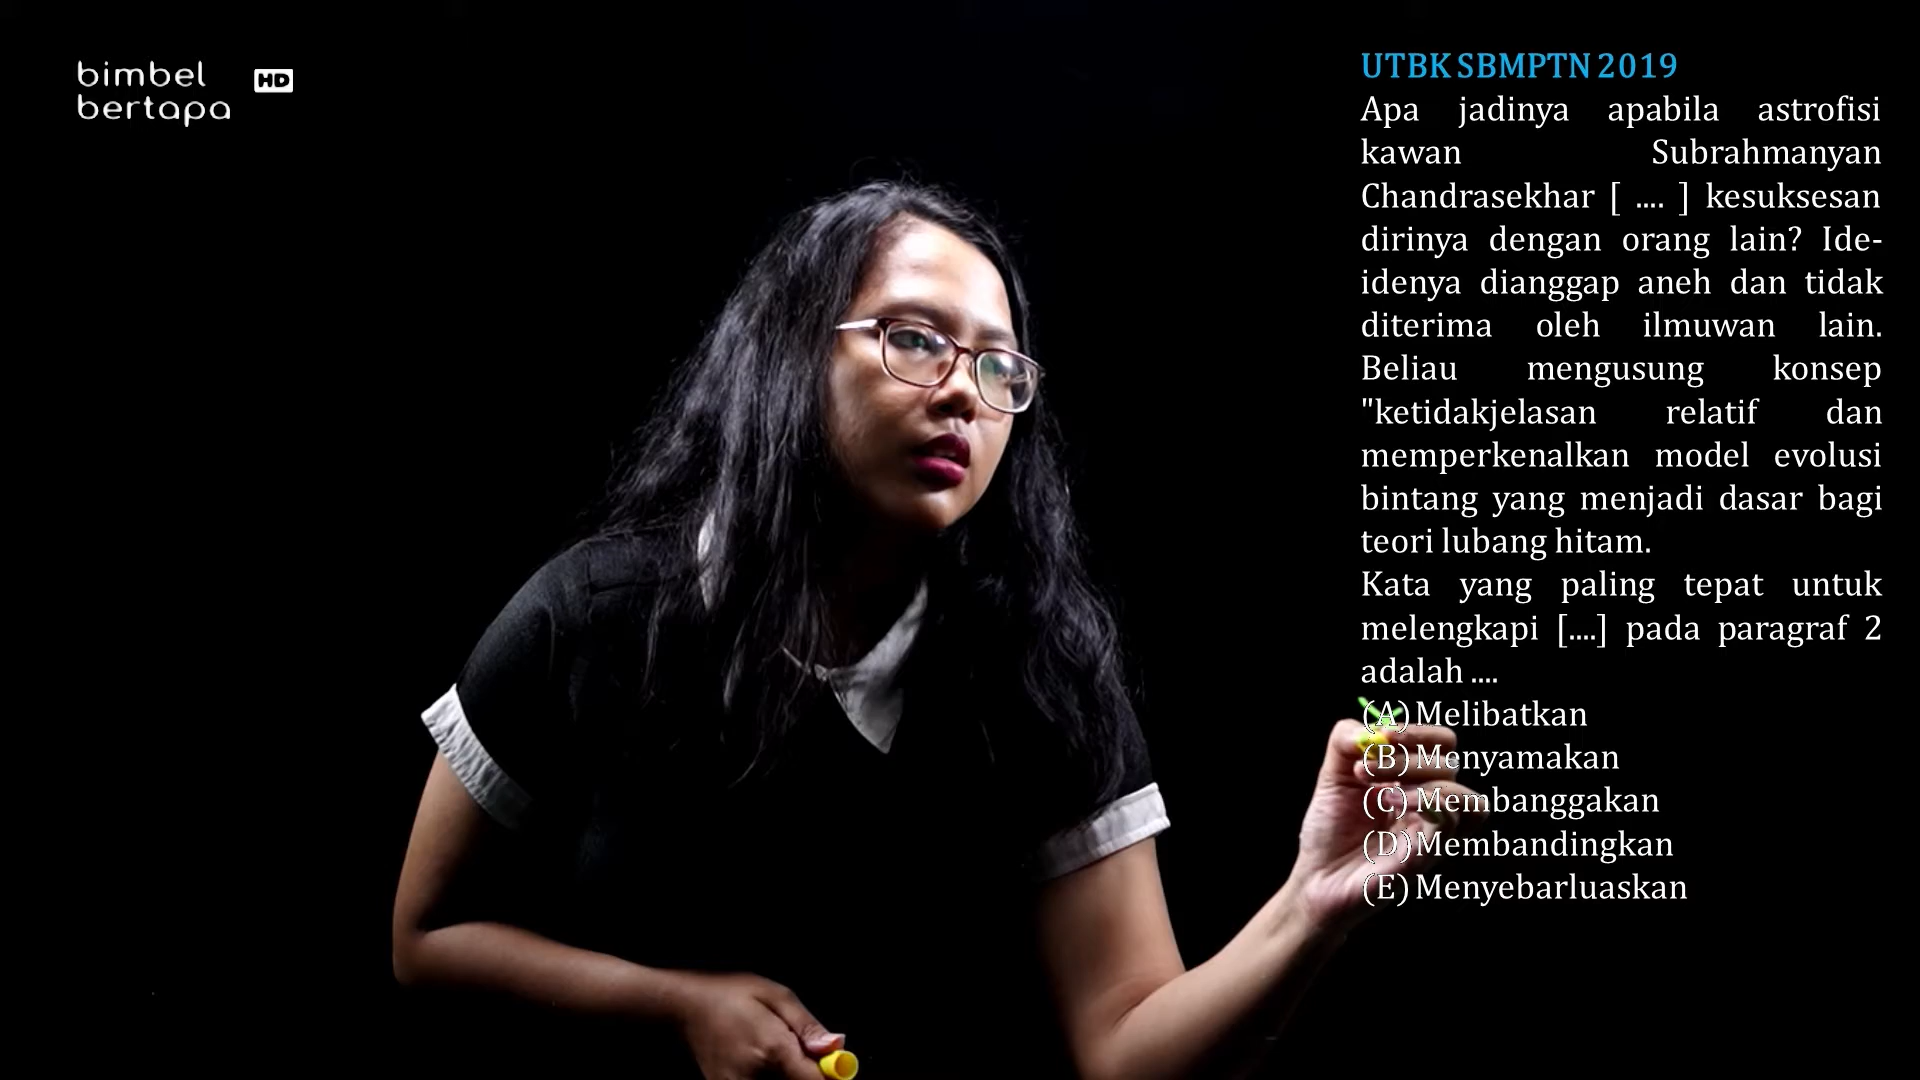 bimbel
bertapa
HD
UTBK SBMPTN 2019
Apa jadinya apabila astrofisi
kawan Subrahmanyan
Chandrasekhar [ .... ] kesuksesan
dirinya dengan orang lain? Ide-
idenya dianggap aneh dan tidak
diterima oleh ilmuwan lain.
Beliau mengusung konsep
"ketidakjelasan relatif dan
memperkenalkan model evolusi
bintang yang menjadi dasar bagi
teori lubang hitam.
Kata yang paling tepat untuk
melengkapi [....] pada paragraf 2
adalah ....
(A) Melibatkan
(B) Menyamakan
(C) Membanggakan
(D) Membandingkan
(E) Menyebarluaskan